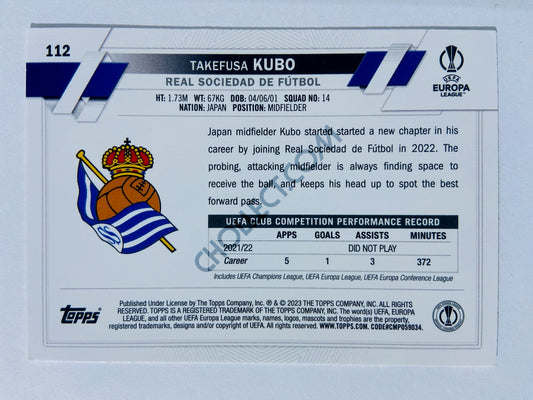 112
TAKEFUSA KUBO
REAL SOCIEDAD DE FÚTBOL
UEFA
EUROPA
LEAGUE™
HT: 1.73M WT: 67KG DOB: 04/06/01 SQUAD NO: 14
NATION: JAPAN POSITION: MIDFIELDER
Japan midfielder Kubo started started a new chapter in his
career by joining Real Sociedad de Fútbol in 2022. The
probing, attacking midfielder is always finding space to
receive the ball, and keeps his head up to spot the best
forward pass.
CHOLLECT.COM
UEFA CLUB COMPETITION PERFORMANCE RECORD
APPS GOALS ASSISTS MINUTES
2021/22 DID NOT PLAY
Career 5 1 3 372
Includes UEFA Champions League, UEFA Europa League, UEFA Europa Conference League
Topps
Published Under License by The Topps Company, Inc. ® & © 2023 THE TOPPS COMPANY, INC. ALL RIGHTS
RESERVED. TOPPS IS A REGISTERED TRADEMARK OF THE TOPPS COMPANY, INC. The word(s) UEFA, EUROPA
LEAGUE, and all other UEFA Europa League marks, names, logos, mascots and trophies are the property,
registered trademarks, designs and/or copyright of UEFA. All rights reserved. WWW.TOPPS.COM. CODE#CMP059034.